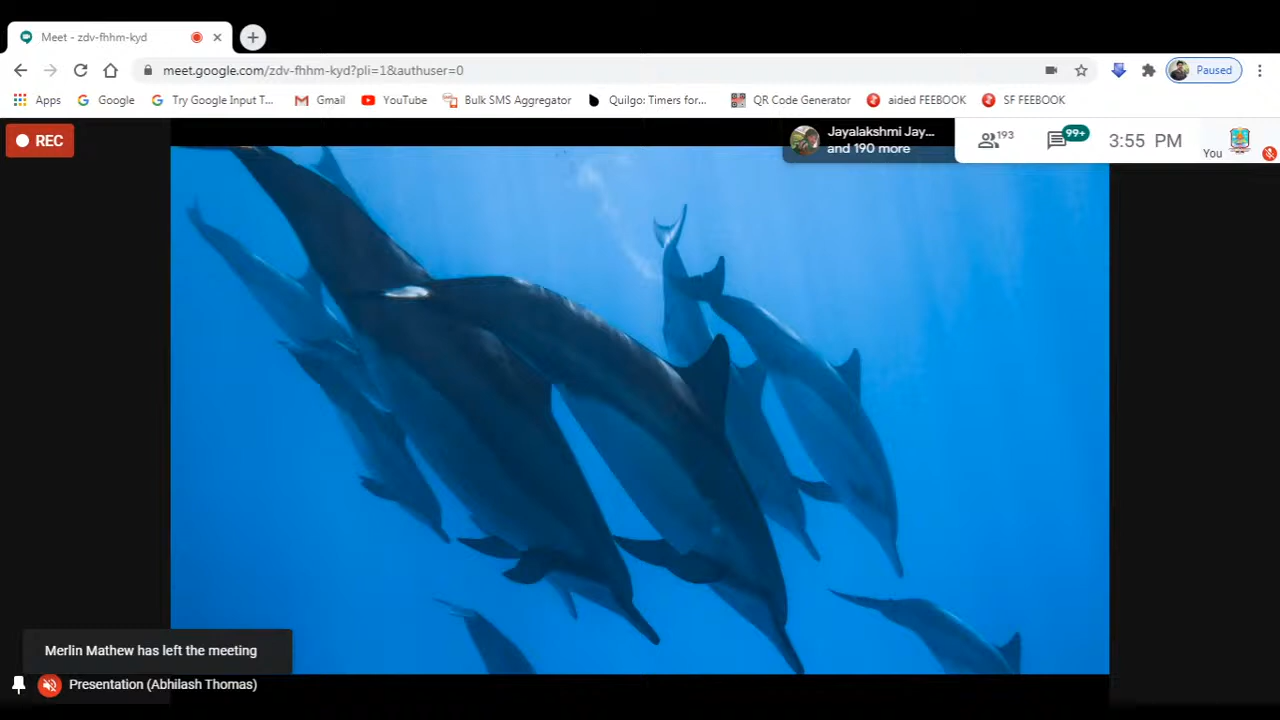 Meet - zdv-fhhm-kyd
meet.google.com/zdv-fhhm-kyd?pli=1&authuser=0
Paused
Apps Google Try Google Input T... Gmail YouTube Bulk SMS Aggregator Quilgo: Timers for... QR Code Generator aided FEEBOOK SF FEEBOOK
REC
Jayalakshmi Jay...
and 190 more
193
99+
3:55 PM
You
Merlin Mathew has left the meeting
Presentation (Abhilash Thomas)